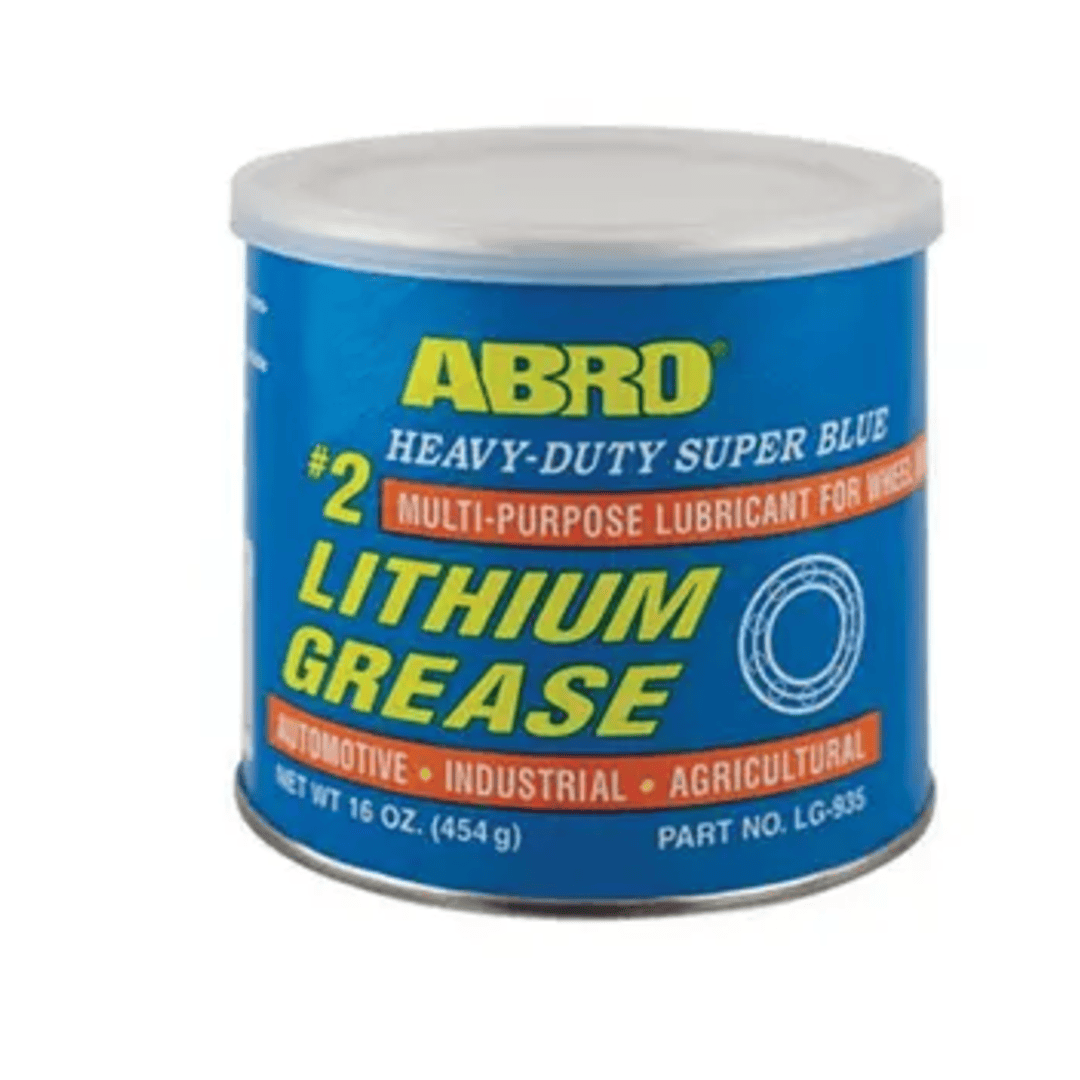 ABRO®
HEAVY-DUTY SUPER BLUE
#2
MULTI-PURPOSE LUBRICANT FOR WHEEL
LITHIUM
GREASE
AUTOMOTIVE • INDUSTRIAL • AGRICULTURAL
NET WT 16 OZ. (454 g)
PART NO. LG-935